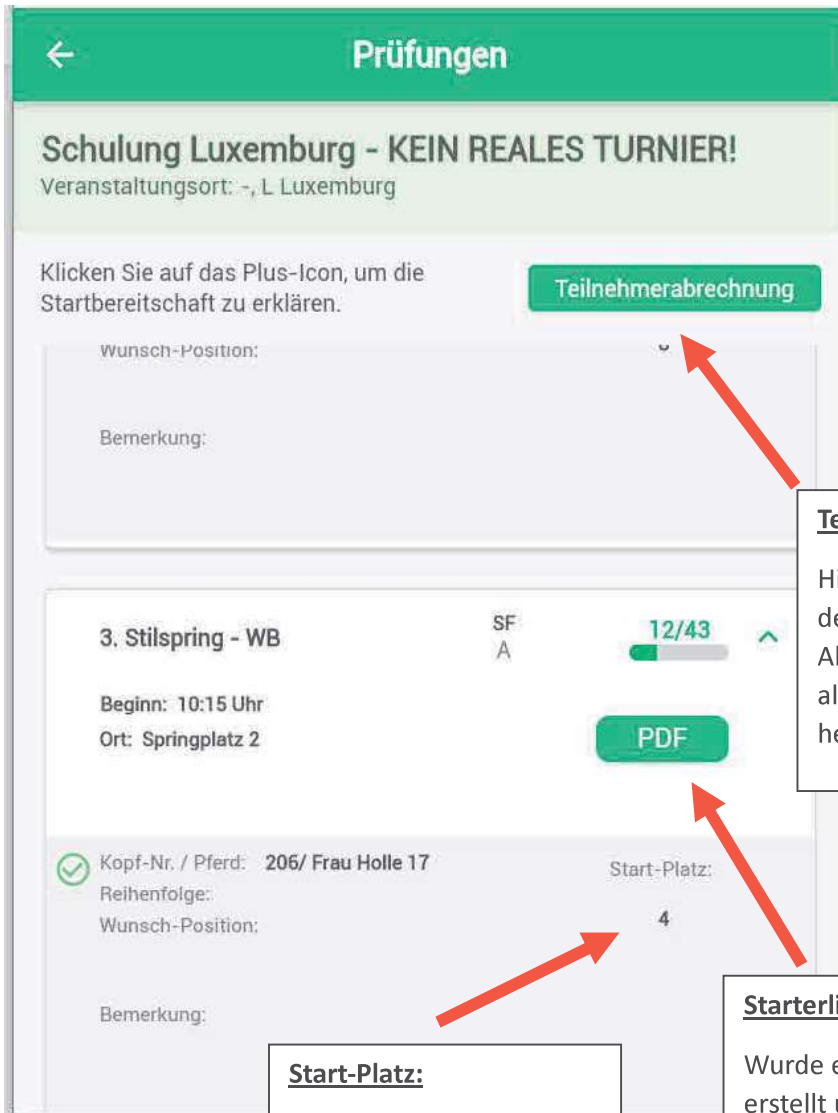 Prüfungen
Schulung Luxemburg - KEIN REALES TURNIER!
Veranstaltungsort: -, L Luxemburg
Klicken Sie auf das Plus-Icon, um die
Startbereitschaft zu erklären.
Teilnehmerabrechnung
Wunsch-Position:
Bemerkung:
3. Stilspring - WB
SF
A
12/43
Beginn: 10:15 Uhr
Ort: Springplatz 2
PDF
Kopf-Nr. / Pferd: 206/ Frau Holle 17
Start-Platz:
Reihenfolge:
Wunsch-Position:
4
Bemerkung:
Start-Platz:
Wurde
erstellt